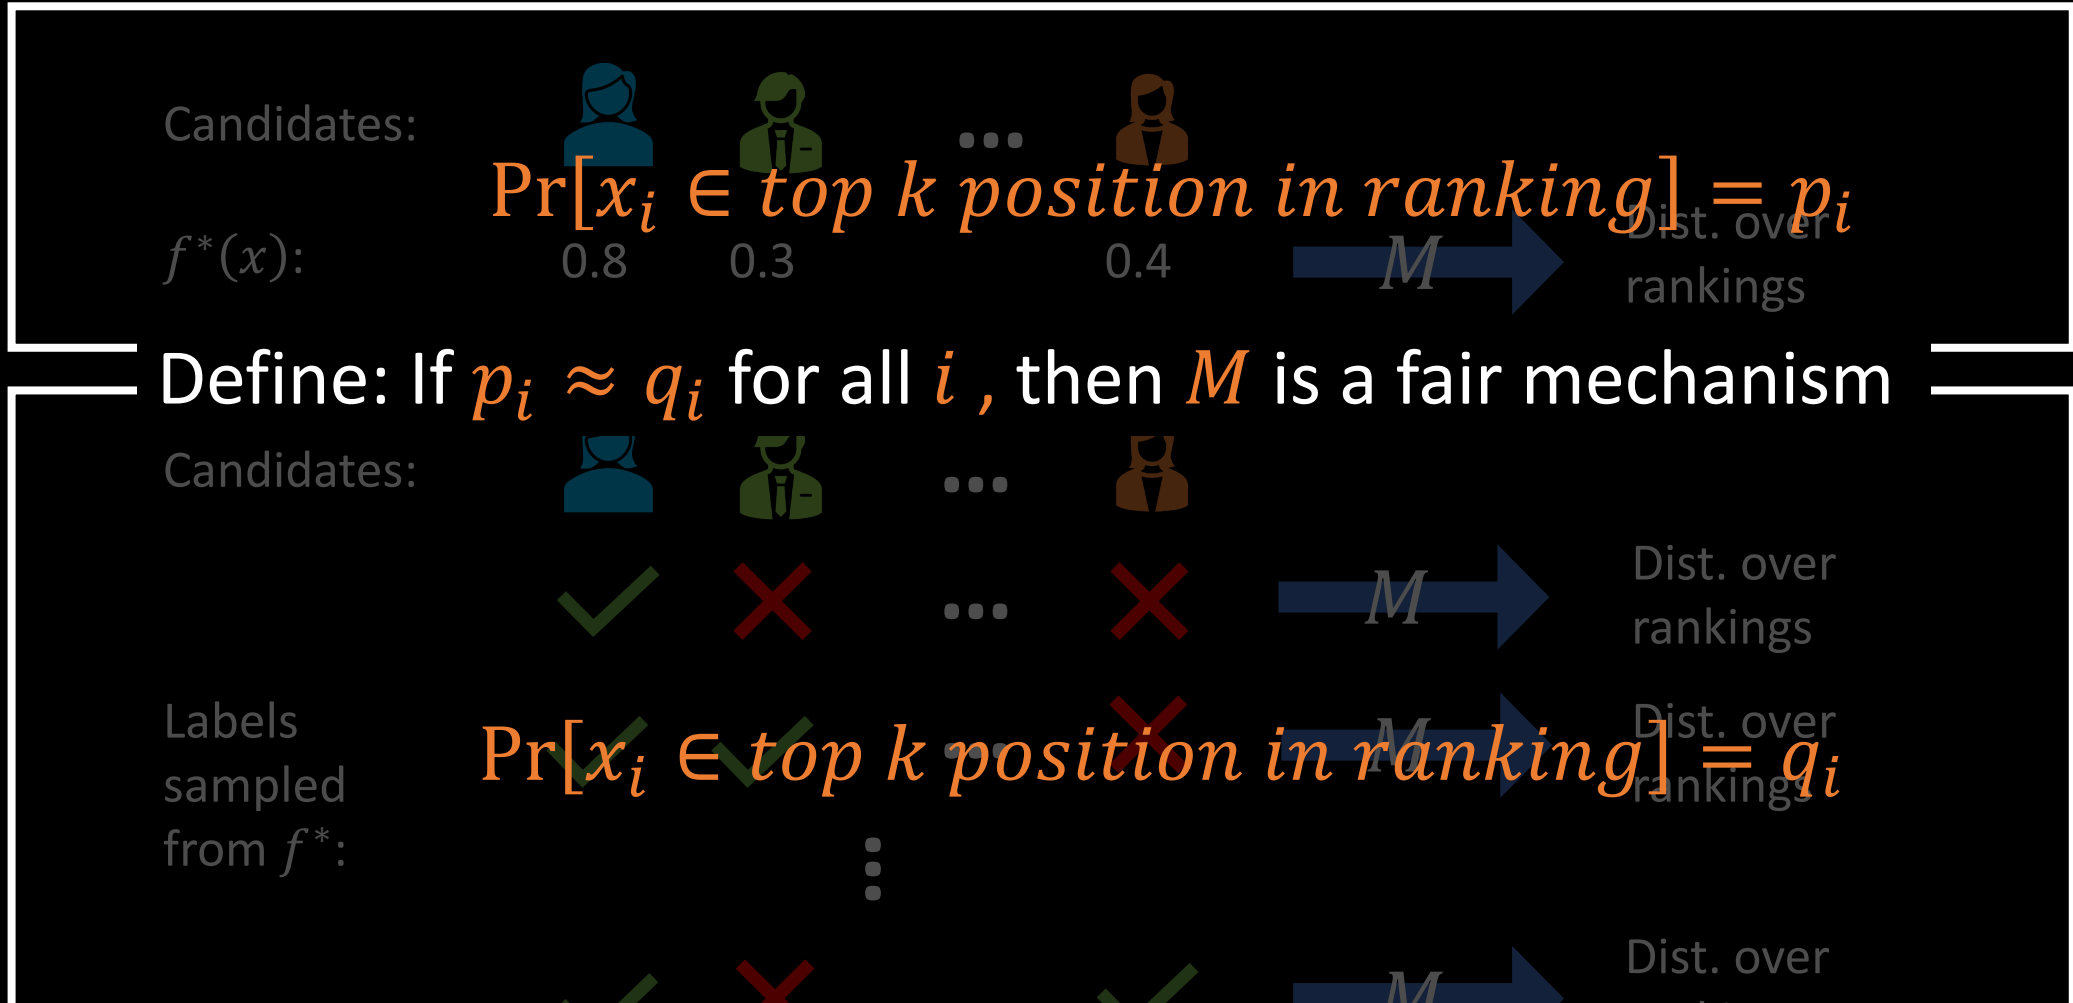 Candidates:
Pr[x_i ∈ top k position in ranking] = p_i
f*(x): 0.8 0.3 0.4 M Dist. over
rankings
Define: If p_i ≈ q_i for all i , then M is a fair mechanism
Candidates: ...
M Dist. over
rankings
Labels
sampled
from f*:
M Dist. over
rankings
Pr[x_i ∈ top k position in ranking] = q_i
M Dist. over